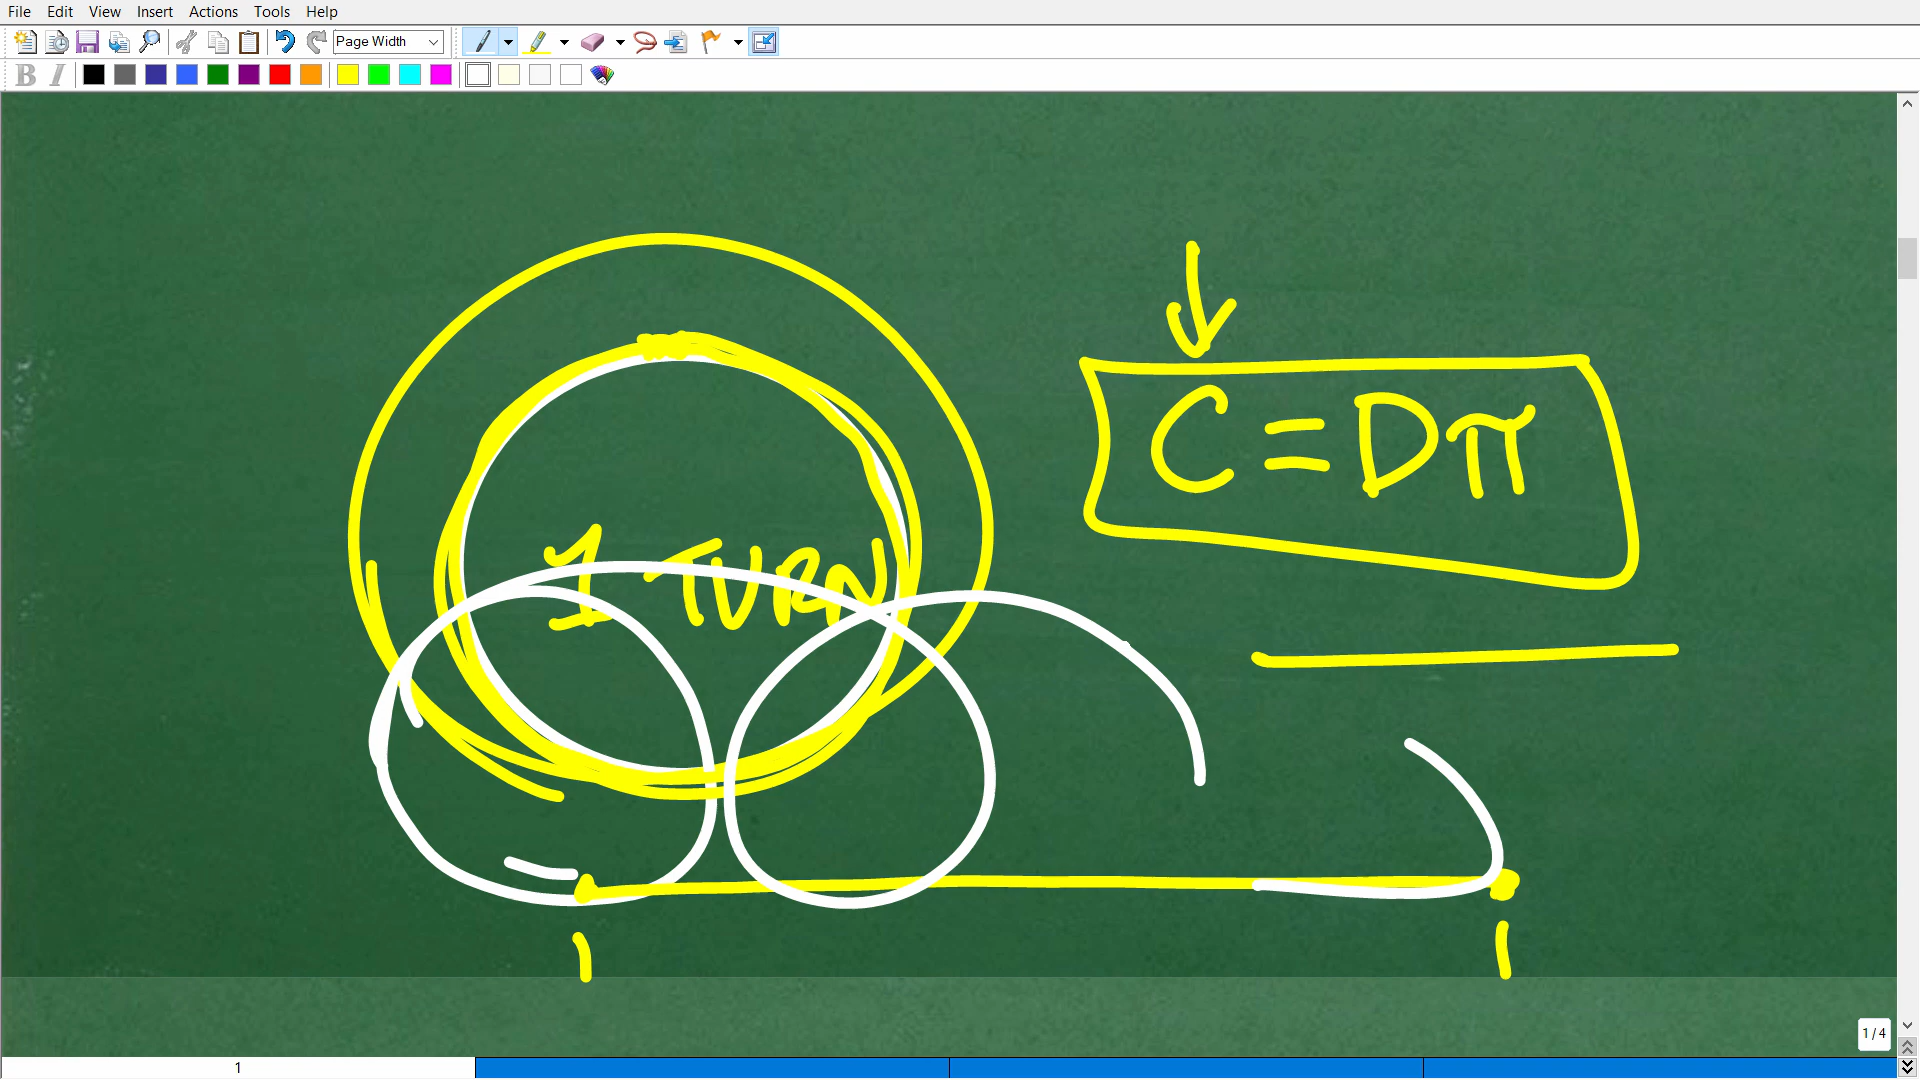 File Edit View Insert Actions Tools Help
Page Width
B I
C = Dπ
1 TURN
1 / 4
1